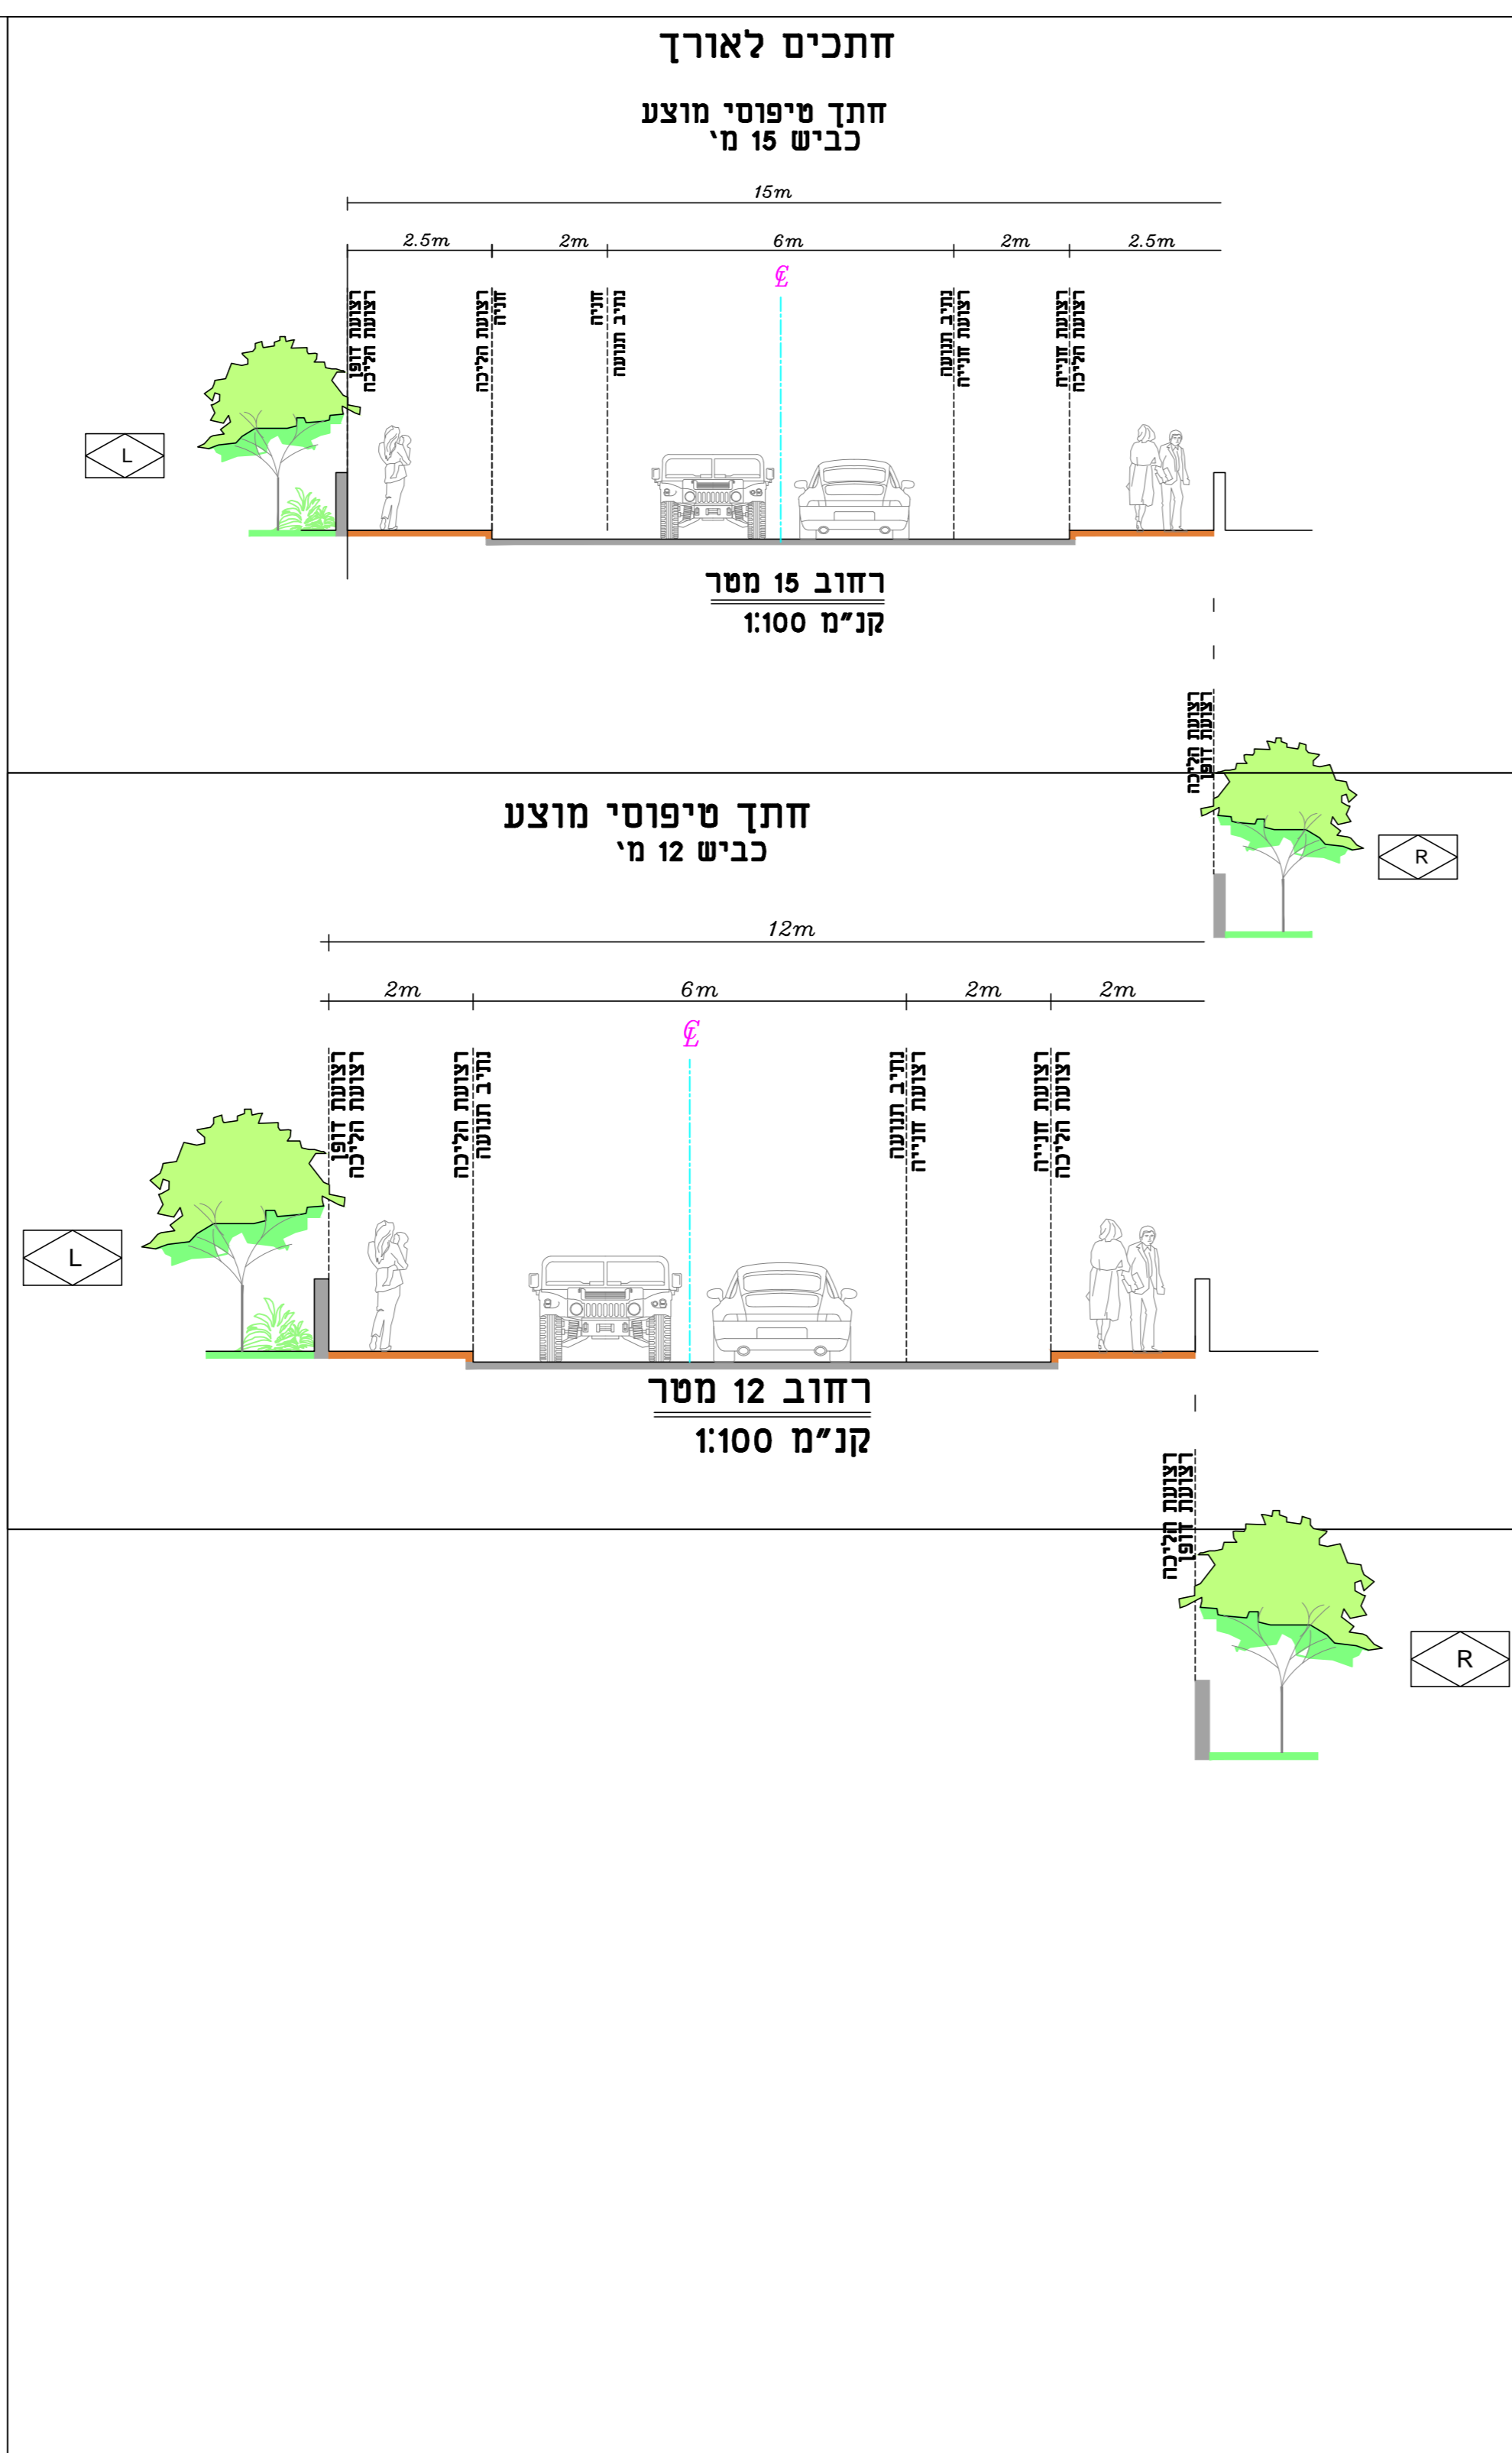 חתכים לאורך
חתך טיפוסי מוצע
כביש 15 מ'
15m
2.5m 2m 6m 2m 2.5m
℄
רצועת דופן
רצועת הליכה
רצועת הליכה
חניה
חניה
נתיב תנועה
נתיב תנועה
רצועת חנייה
רצועת חנייה
רצועת הליכה
L
רחוב 15 מטר
קנ"מ 1:100
רצועת הליכה
רצועת דופן
R
חתך טיפוסי מוצע
כביש 12 מ'
12m
2m 6m 2m 2m
℄
רצועת דופן
רצועת הליכה
רצועת הליכה
נתיב תנועה
נתיב תנועה
רצועת חנייה
רצועת חנייה
רצועת הליכה
L
רחוב 12 מטר
קנ"מ 1:100
רצועת הליכה
רצועת דופן
R